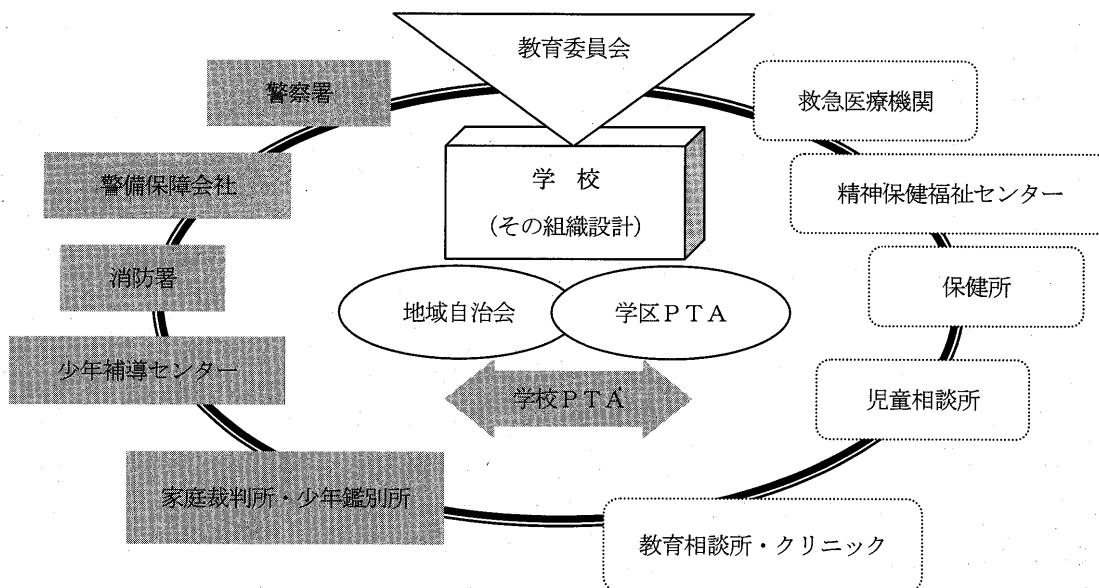 教育委員会
警察署
救急医療機関
学 校
(その組織設計)
警備保障会社
精神保健福祉センター
消防署
保健所
地域自治会
学区PTA
少年補導センター
学校PTA
児童相談所
家庭裁判所・少年鑑別所
教育相談所・クリニック